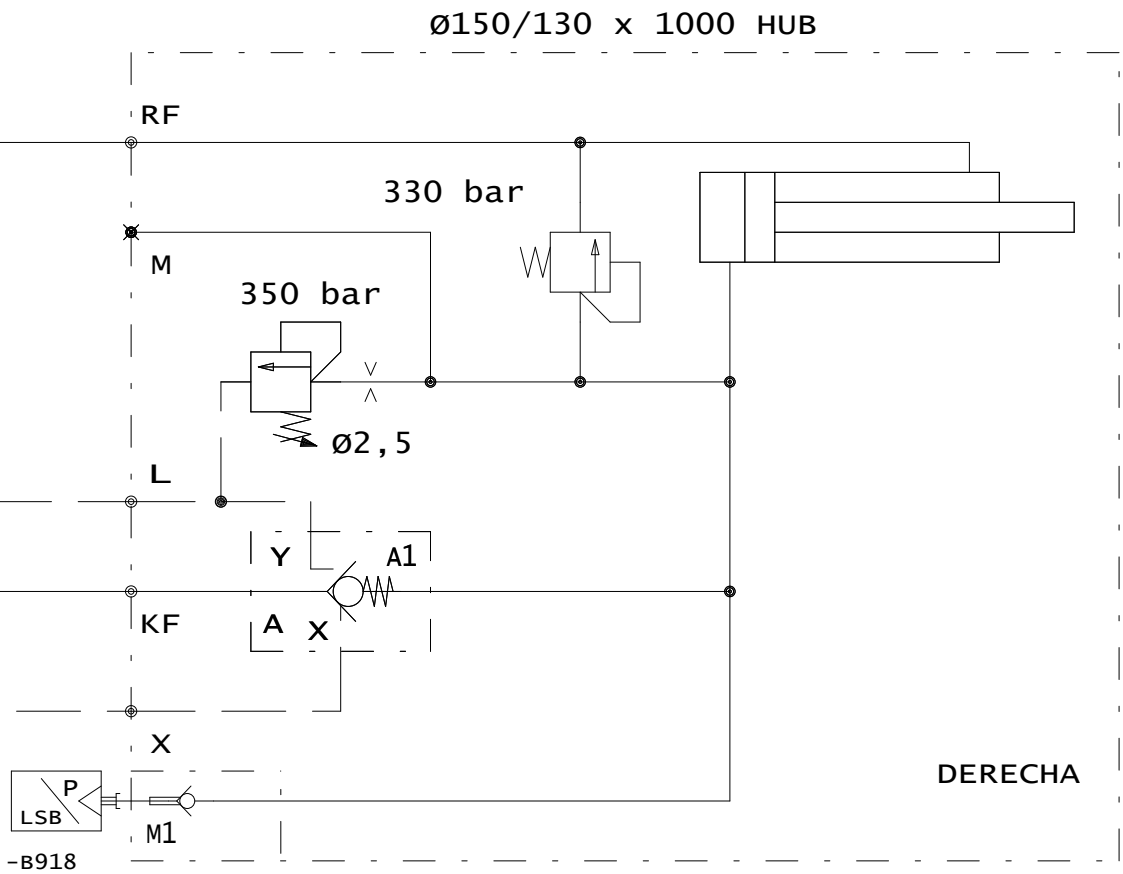 Ø150/130 x 1000 HUB
RF
330 bar
M
350 bar
Ø2,5
L
Y
A1
KF
A
X
X
P
LSB
M1
DERECHA
-B918